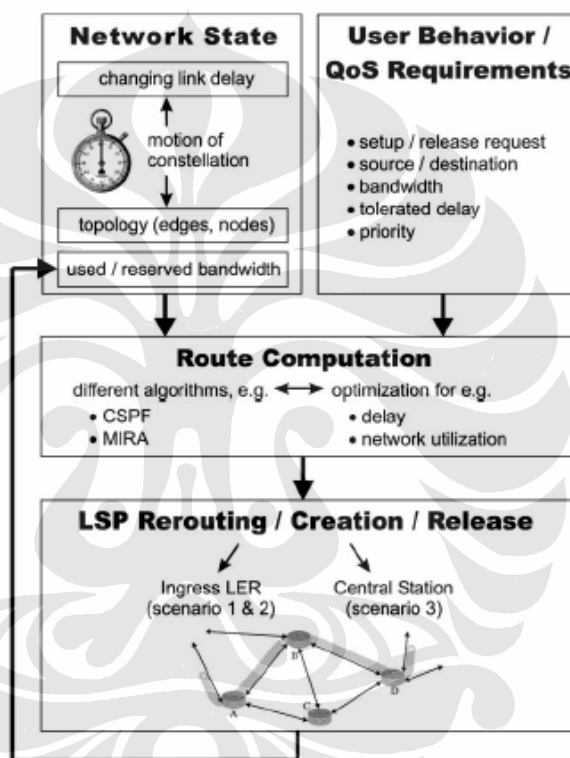 Network State
changing link delay
motion of
constellation
topology (edges, nodes)
used / reserved bandwidth
User Behavior /
QoS Requirements
• setup / release request
• source / destination
• bandwidth
• tolerated delay
• priority
Route Computation
different algorithms, e.g.
• CSPF
• MIRA
optimization for e.g.
• delay
• network utilization
LSP Rerouting / Creation / Release
Ingress LER
(scenario 1 & 2)
Central Station
(scenario 3)
B
A
C
D